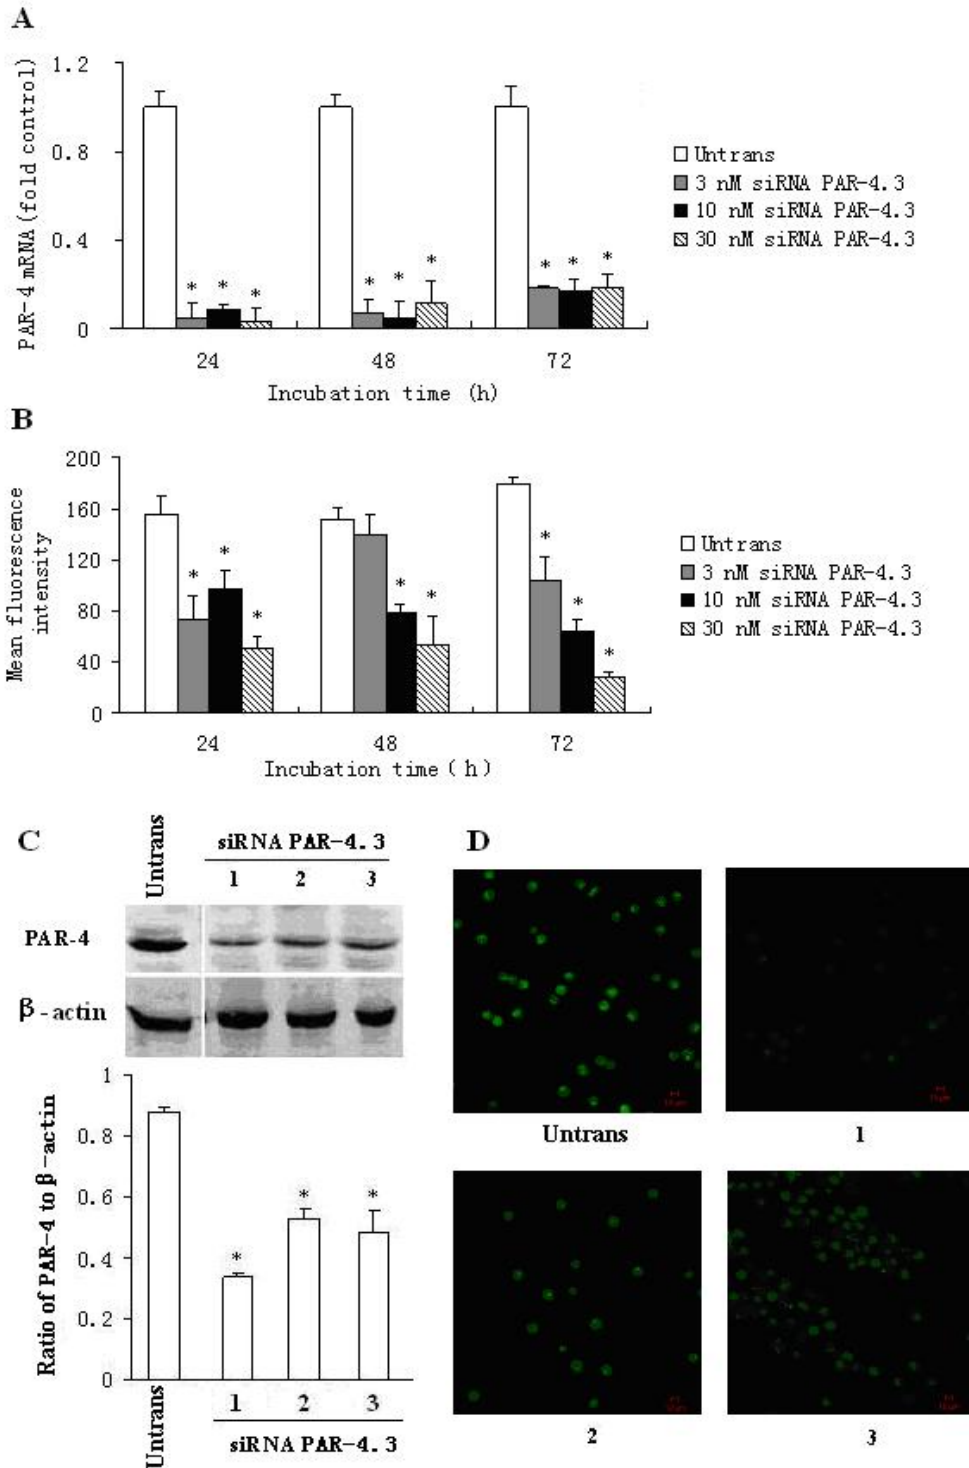 A
PAR-4 mRNA(fold control)
1.2
0.8
0.4
0
* * *
* * *
* * *
24 48 72
Incubation time (h)
Untrans
3 nM siRNA PAR-4.3
10 nM siRNA PAR-4.3
30 nM siRNA PAR-4.3
B
Mean fluorescence
intensity
200
160
120
80
40
0
* * *
* *
* * *
24 48 72
Incubation time ( h )
Untrans
3 nM siRNA PAR-4.3
10 nM siRNA PAR-4.3
30 nM siRNA PAR-4.3
C
Untrans
siRNA PAR-4.3
1 2 3
PAR-4
β-actin
Ratio of PAR-4 to β-actin
1
0.8
0.6
0.4
0.2
0
* * *
Untrans
1 2 3
siRNA PAR-4.3
D
Untrans
1
2
3